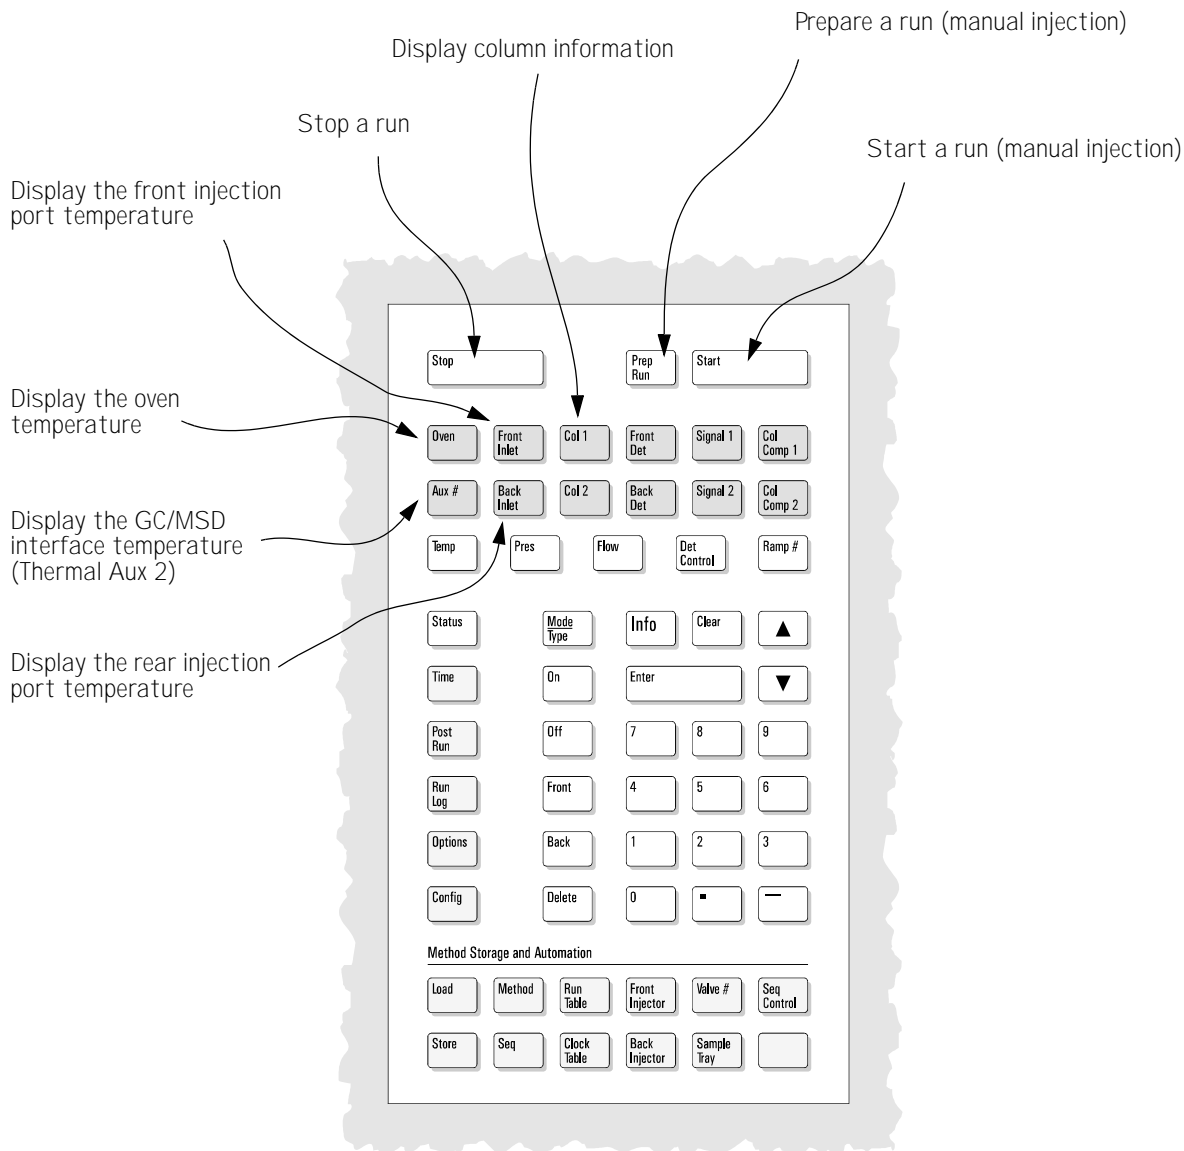 Prepare a run (manual injection)
Display column information
Stop a run
Start a run (manual injection)
Display the front injection
port temperature
Display the oven
temperature
Display the GC/MSD
interface temperature
(Thermal Aux 2)
Display the rear injection
port temperature
Stop
Prep
Run
Start
Oven
Front
Inlet
Col 1
Front
Det
Signal 1
Col
Comp 1
Aux #
Back
Inlet
Col 2
Back
Det
Signal 2
Col
Comp 2
Temp
Pres
Flow
Det
Control
Ramp #
Status
Mode
Type
Info
Clear
▲
Time
On
Enter
▼
Post
Run
Off
7
8
9
Run
Log
Front
4
5
6
Options
Back
1
2
3
Config
Delete
0
.
—
Method Storage and Automation
Load
Method
Run
Table
Front
Injector
Valve #
Seq
Control
Store
Seq
Clock
Table
Back
Injector
Sample
Tray